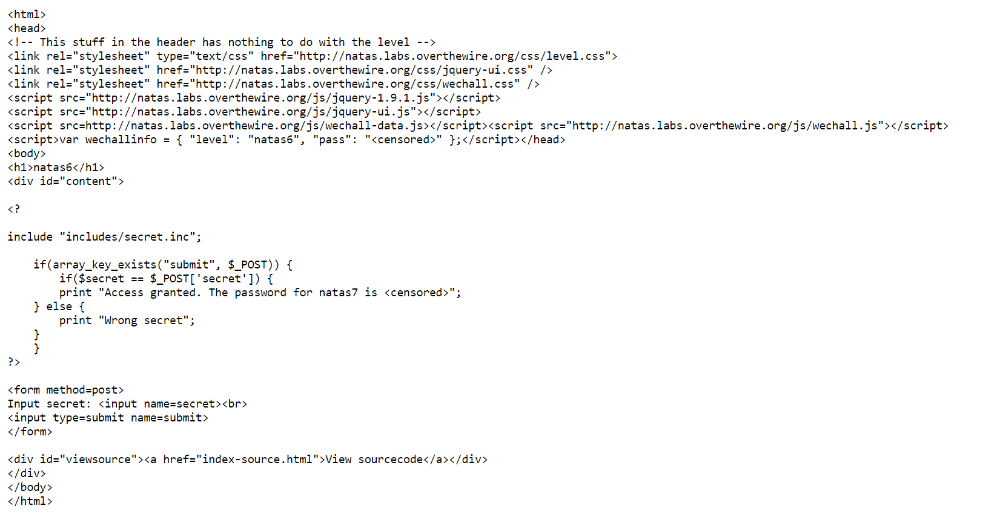 <html>
<head>
<!-- This stuff in the header has nothing to do with the level -->
<link rel="stylesheet" type="text/css" href="http://natas.labs.overthewire.org/css/level.css">
<link rel="stylesheet" href="http://natas.labs.overthewire.org/css/jquery-ui.css" />
<link rel="stylesheet" href="http://natas.labs.overthewire.org/css/wechall.css" />
<script src="http://natas.labs.overthewire.org/js/jquery-1.9.1.js"></script>
<script src="http://natas.labs.overthewire.org/js/jquery-ui.js"></script>
<script src=http://natas.labs.overthewire.org/js/wechall-data.js></script><script src="http://natas.labs.overthewire.org/js/wechall.js"></script>
<script>var wechallinfo = { "level": "natas6", "pass": "<censored>" };</script></head>
<body>
<h1>natas6</h1>
<div id="content">

<?

include "includes/secret.inc";

    if(array_key_exists("submit", $_POST)) {
        if($secret == $_POST['secret']) {
        print "Access granted. The password for natas7 is <censored>";
    } else {
        print "Wrong secret";
    }
    }
?>

<form method=post>
Input secret: <input name=secret><br>
<input type=submit name=submit>
</form>

<div id="viewsource"><a href="index-source.html">View sourcecode</a></div>
</div>
</body>
</html>